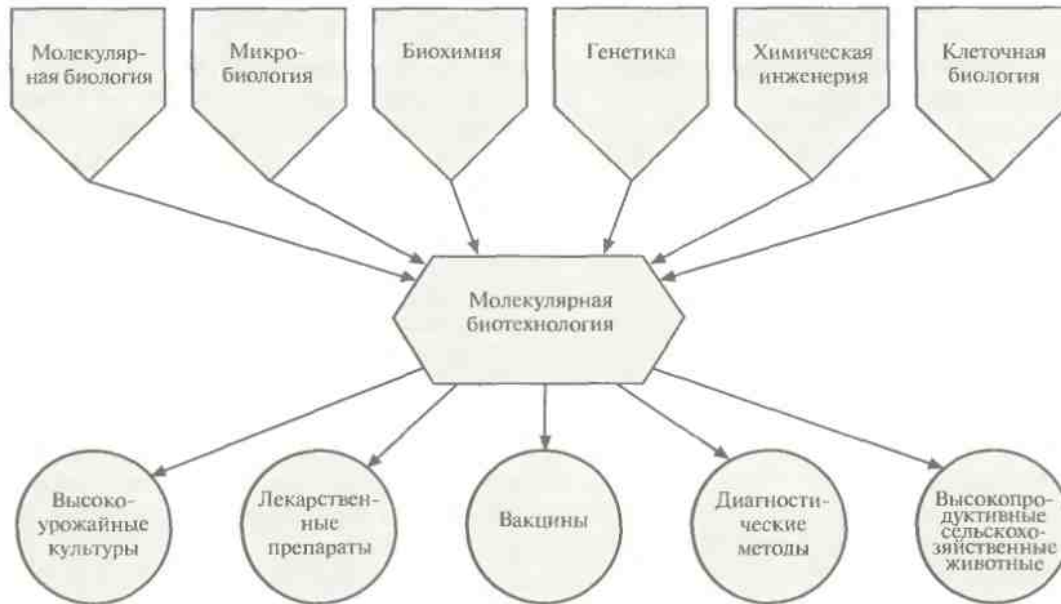 Молекуляр-
ная биология
Микро-
биология
Биохимия
Генетика
Химическая
инженерия
Клеточная
биология
Молекулярная
биотехнология
Высоко-
урожайные
культуры
Лекарствен-
ные
препараты
Вакцины
Диагности-
ческие
методы
Высокопро-
дуктивные
сельскохо-
зяйственные
животные